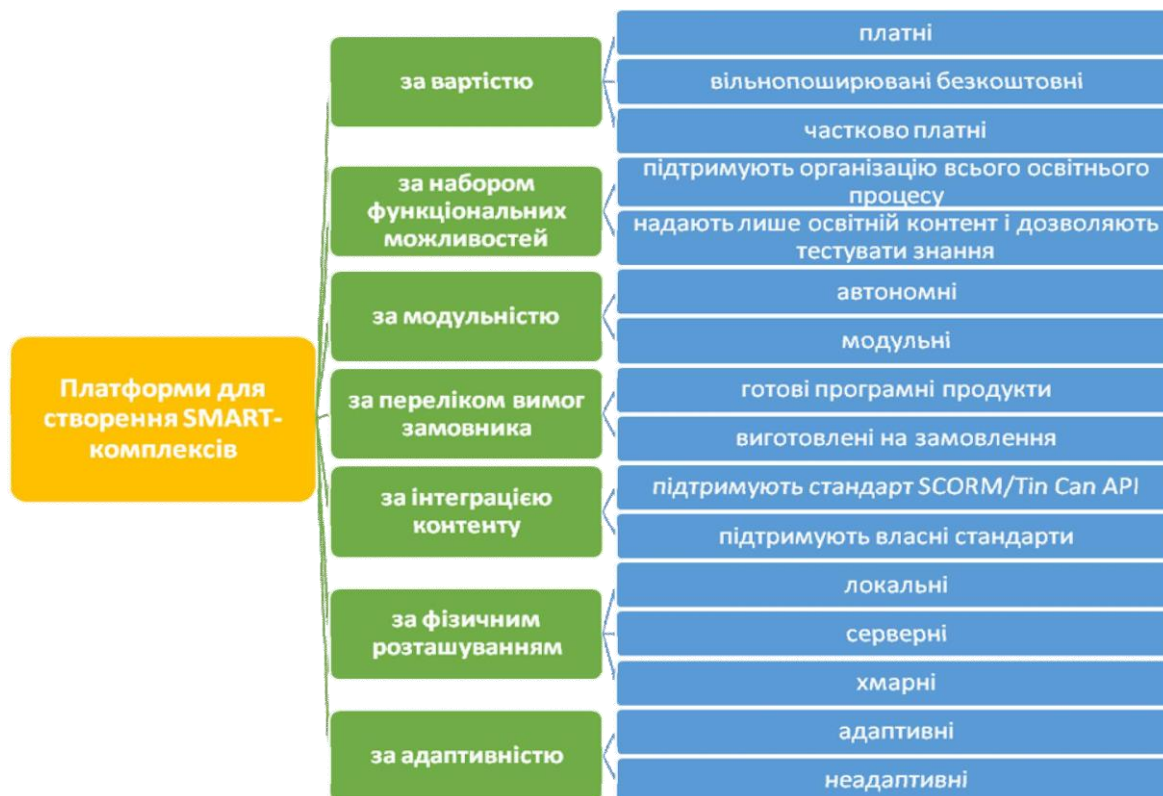 Платформи для
створення SMART-
комплексів
за вартістю
платні
вільнопоширювані безкоштовні
частково платні
за набором
функціональних
можливостей
підтримують організацію всього освітнього
процесу
надають лише освітній контент і дозволяють
тестувати знання
за модульністю
автономні
модульні
за переліком вимог
замовника
готові програмні продукти
виготовлені на замовлення
за інтеграцією
контенту
підтримують стандарт SCORM/Tin Can API
підтримують власні стандарти
за фізичним
розташуванням
локальні
серверні
хмарні
за адаптивністю
адаптивні
неадаптивні